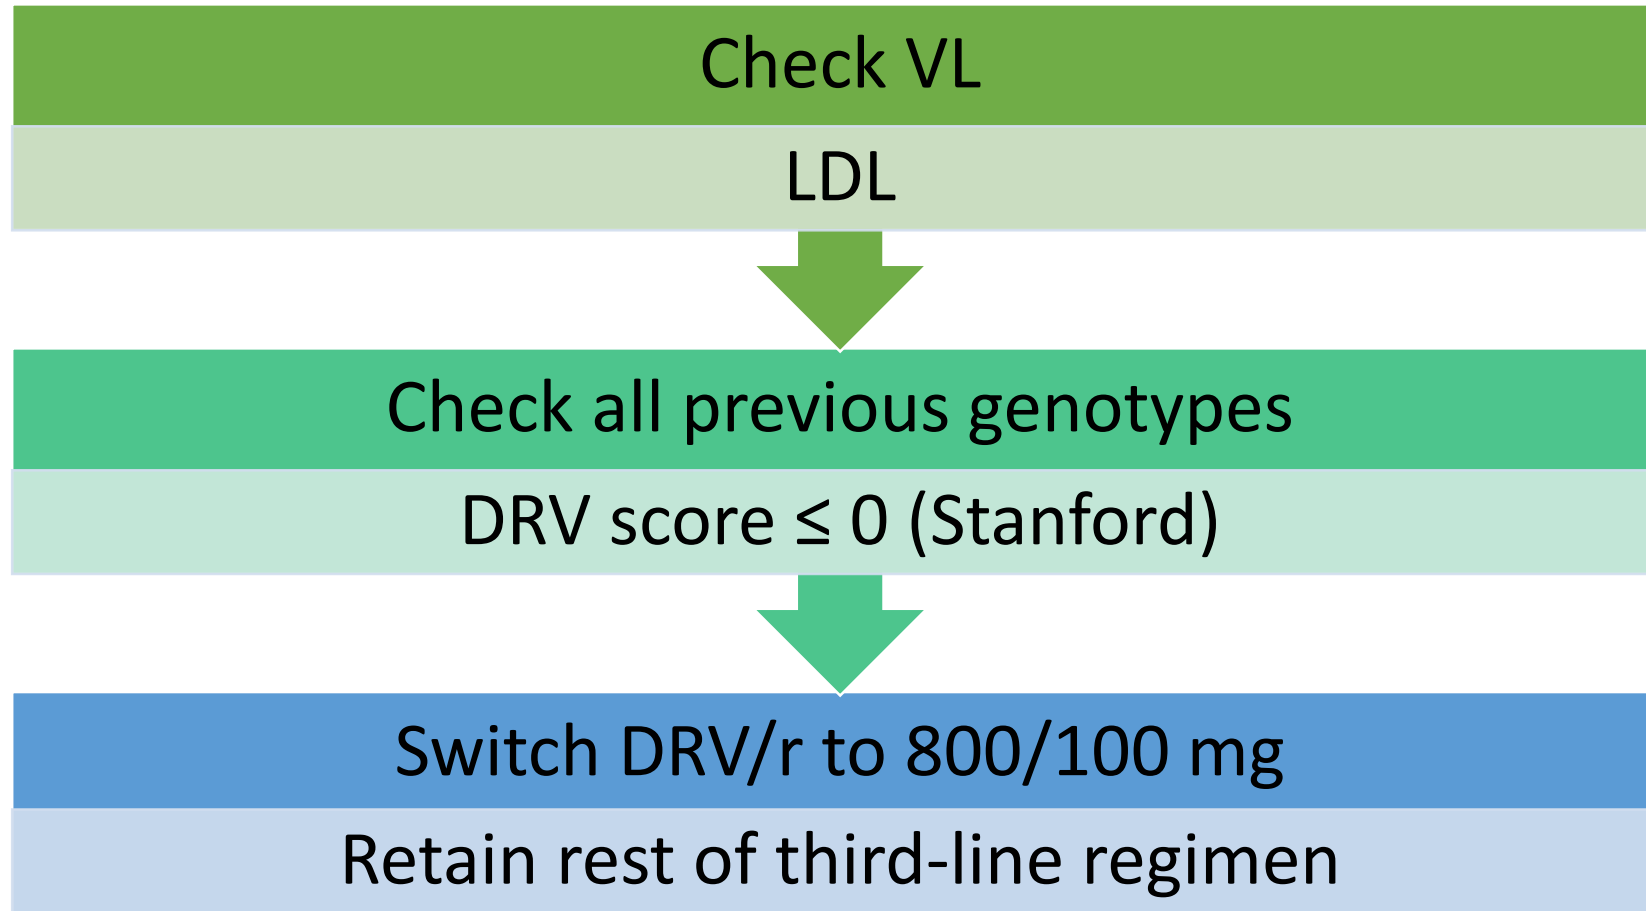 Check VL
LDL
Check all previous genotypes
DRV score ≤ 0 (Stanford)
Switch DRV/r to 800/100 mg
Retain rest of third-line regimen